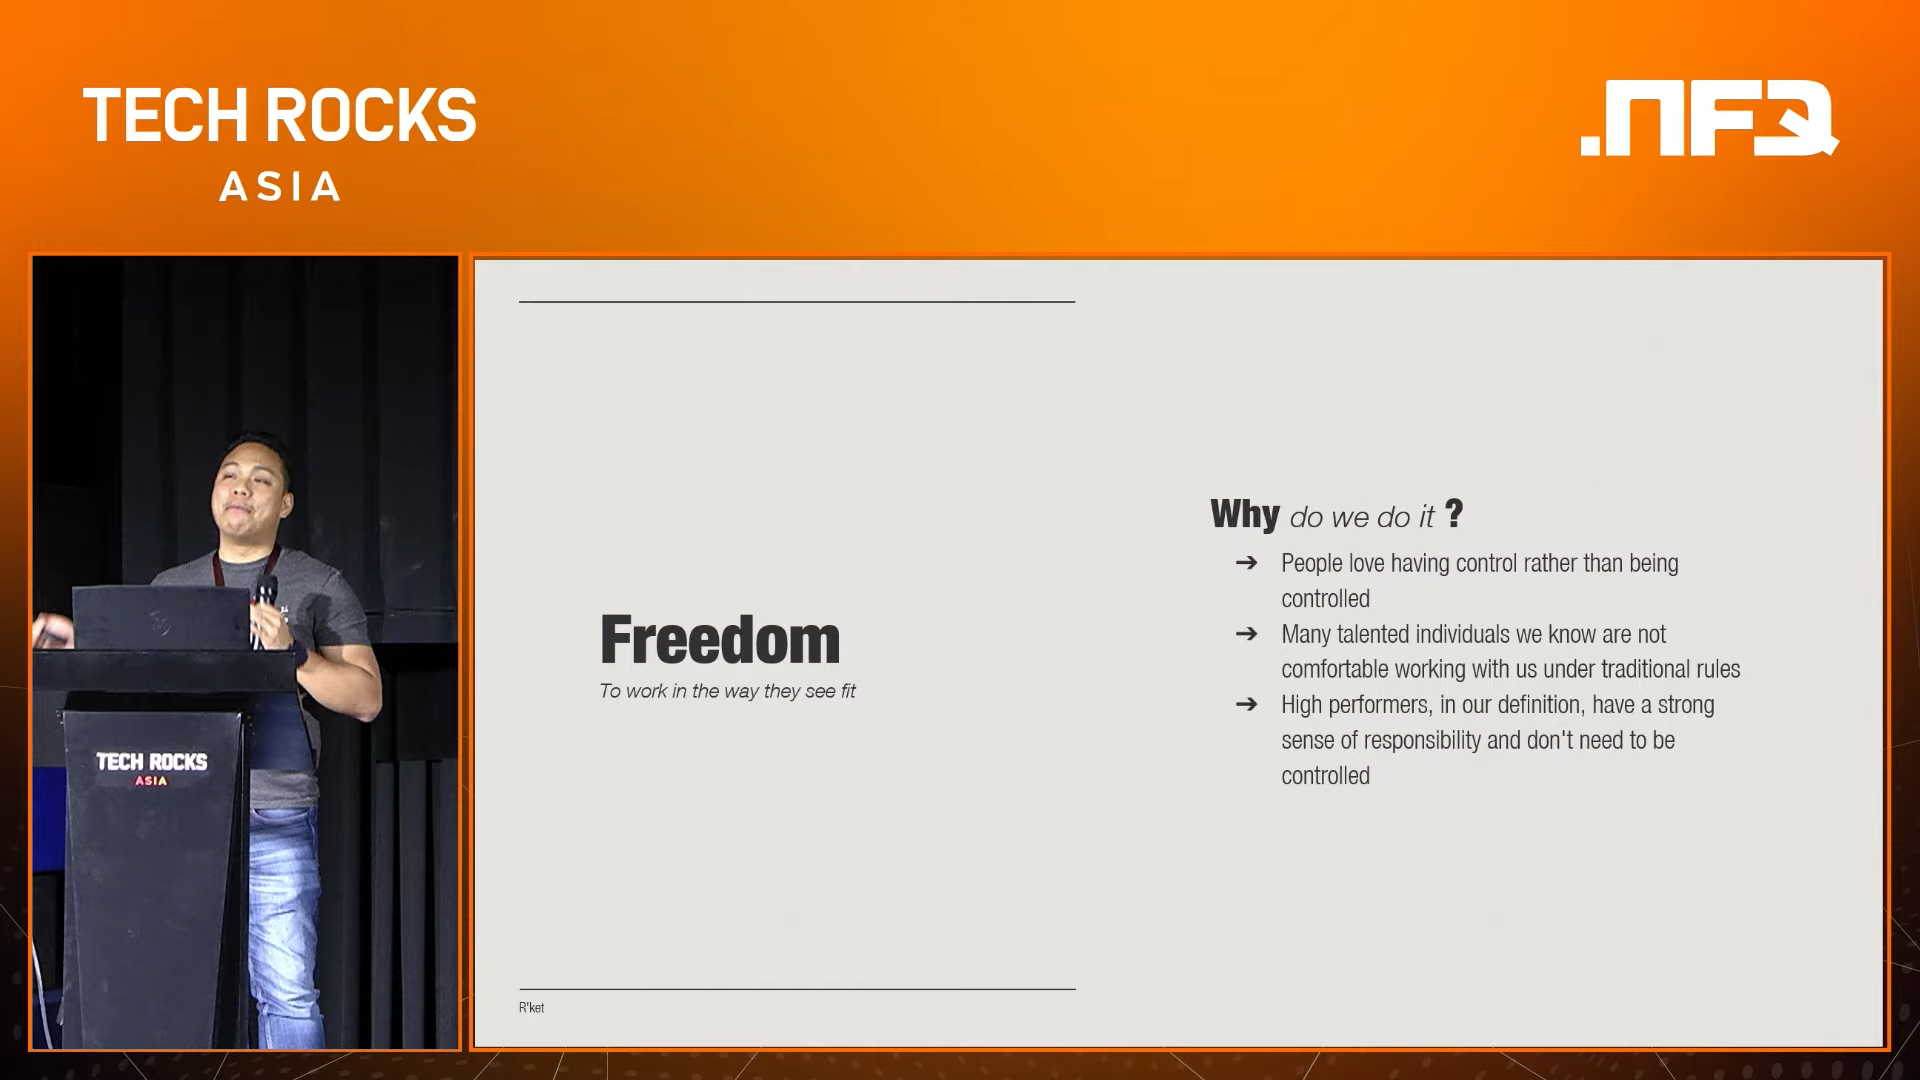 TECH ROCKS
ASIA
.NFQ
TECH ROCKS
ASIA
Freedom
To work in the way they see fit
R'ket
Why do we do it ?
➔ People love having control rather than being
controlled
➔ Many talented individuals we know are not
comfortable working with us under traditional rules
➔ High performers, in our definition, have a strong
sense of responsibility and don't need to be
controlled